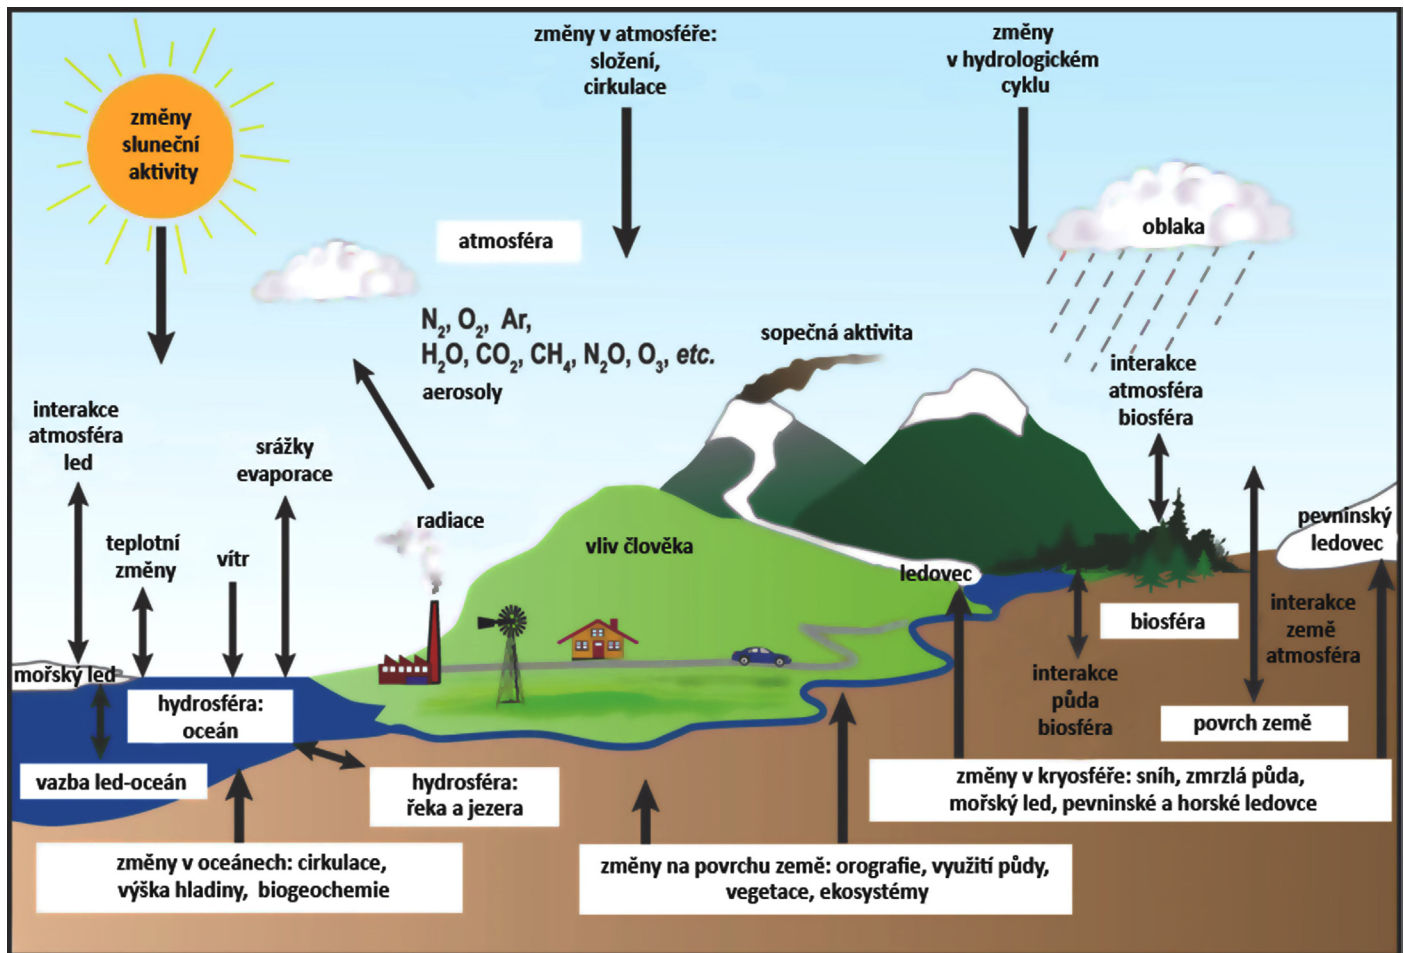 změny
sluneční
aktivity
změny v atmosféře:
složení,
cirkulace
změny
v hydrologickém
cyklu
atmosféra
oblaka
N₂, O₂, Ar,
H₂O, CO₂, CH₄, N₂O, O₃, etc.
aerosoly
sopečná aktivita
interakce
atmosféra
biosféra
interakce
atmosféra
led
srážky
evaporace
teplotní
změny
vítr
radiace
vliv člověka
ledovec
pevninský
ledovec
biosféra
interakce
země
atmosféra
interakce
půda
biosféra
povrch země
mořský led
hydrosféra:
oceán
vazba led-oceán
hydrosféra:
řeka a jezera
změny v kryosféře: sníh, zmrzlá půda,
mořský led, pevninské a horské ledovce
změny v oceánech: cirkulace,
výška hladiny, biogeochemie
změny na povrchu země: orografie, využití půdy,
vegetace, ekosystémy